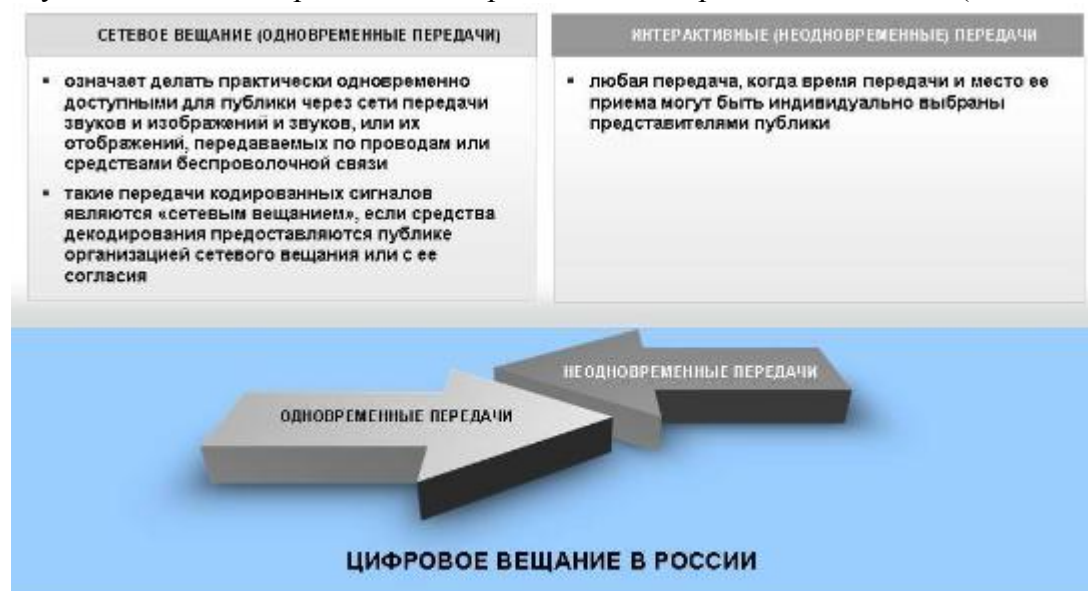 СЕТЕВОЕ ВЕЩАНИЕ (ОДНОВРЕМЕННЫЕ ПЕРЕДАЧИ)
▪ означает делать практически одновременно
доступными для публики через сети передачи
звуков и изображений и звуков, или их
отображений, передаваемых по проводам или
средствами беспроволочной связи
▪ такие передачи кодированных сигналов
являются «сетевым вещанием», если средства
декодирования предоставляются публике
организацией сетевого вещания или с ее
согласия
ИНТЕРАКТИВНЫЕ (НЕОДНОВРЕМЕННЫЕ) ПЕРЕДАЧИ
▪ любая передача, когда время передачи и место ее
приема могут быть индивидуально выбраны
представителями публики
НЕОДНОВРЕМЕННЫЕ ПЕРЕДАЧИ
ОДНОВРЕМЕННЫЕ ПЕРЕДАЧИ
ЦИФРОВОЕ ВЕЩАНИЕ В РОССИИ